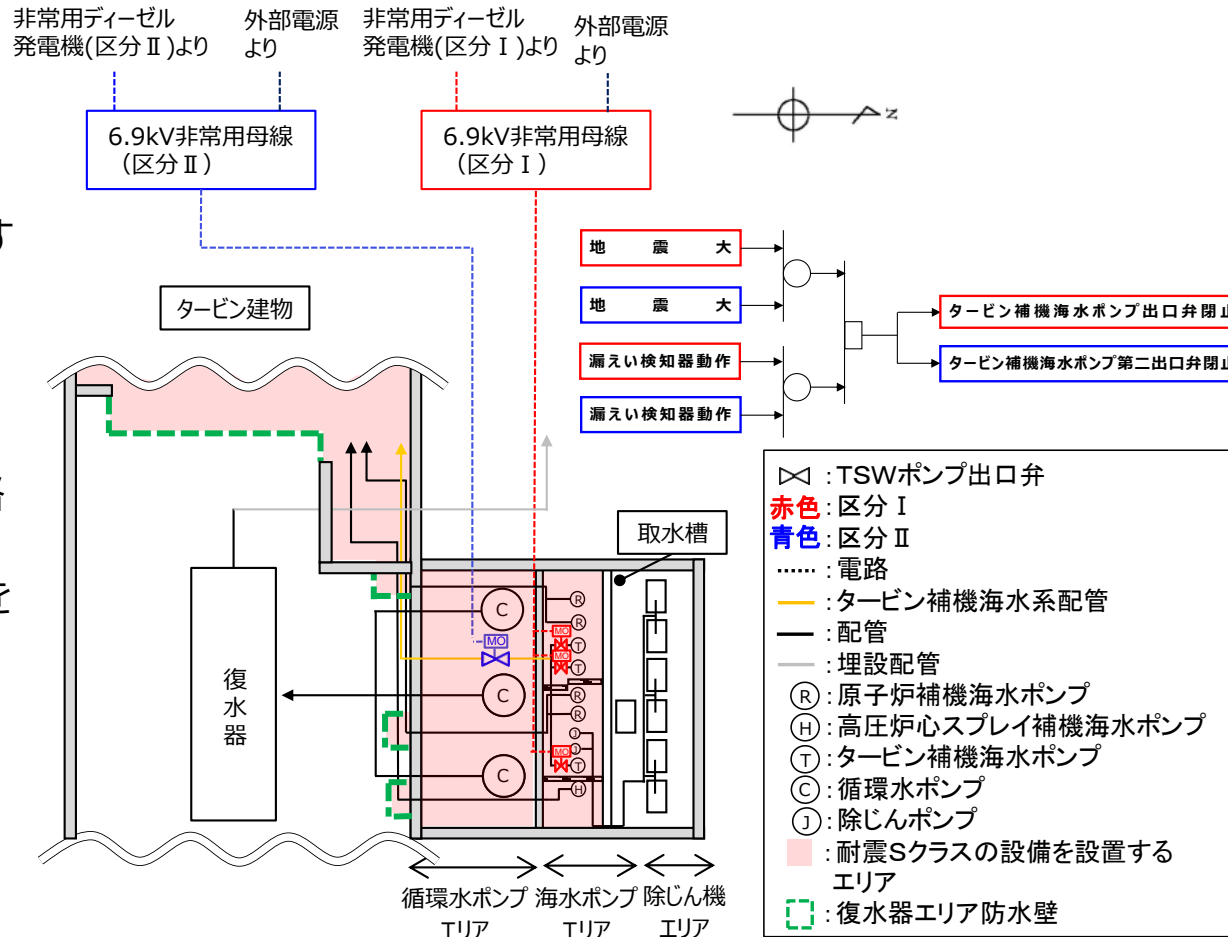 非常用ディーゼル
発電機(区分Ⅱ)より
外部電源
より
非常用ディーゼル
発電機(区分Ⅰ)より
外部電源
より
6.9kV非常用母線
（区分Ⅱ）
6.9kV非常用母線
（区分Ⅰ）
N
す
地震大
地震大
漏えい検知器動作
漏えい検知器動作
タービン補機海水ポンプ出口弁閉止
タービン補機海水ポンプ第二出口弁閉止
タービン建物
を
取水槽
復水器
C
C
C
MO
MO
MO
MO
R
R
T
T
R
R
J
J
T
H
循環水ポンプ
エリア
海水ポンプ
エリア
除じん機
エリア
：TSWポンプ出口弁
赤色：区分Ⅰ
青色：区分Ⅱ
：電路
：タービン補機海水系配管
：配管
：埋設配管
R：原子炉補機海水ポンプ
H：高圧炉心スプレイ補機海水ポンプ
T：タービン補機海水ポンプ
C：循環水ポンプ
J：除じんポンプ
：耐震Sクラスの設備を設置する
エリア
：復水器エリア防水壁